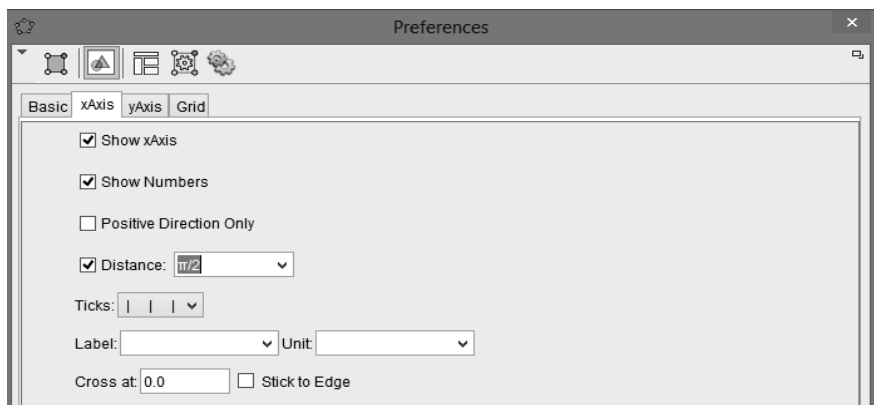 Preferences
Basic xAxis yAxis Grid
Show xAxis
Show Numbers
Positive Direction Only
Distance: π/2
Ticks: | | |
Label: Unit:
Cross at: 0.0 Stick to Edge